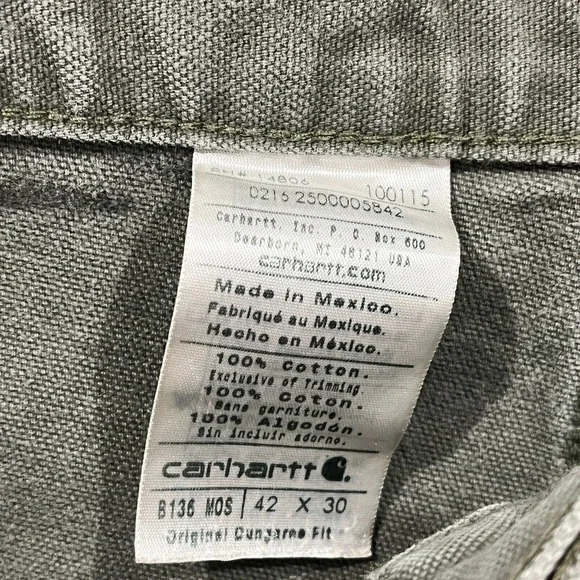 RN# 14806 100115
0216 2500005842
Carhartt, Inc. P. O. Box 600
Dearborn, MI 48121 USA
carhartt.com
Made in Mexico.
Fabriqué au Mexique.
Hecho en México.
100% Cotton.
Exclusive of Trimming.
100% Coton.
Sans garniture.
100% Algodón.
Sin incluir adorno.
carhartt
B136 MOS 42 X 30
Original Dungaree Fit